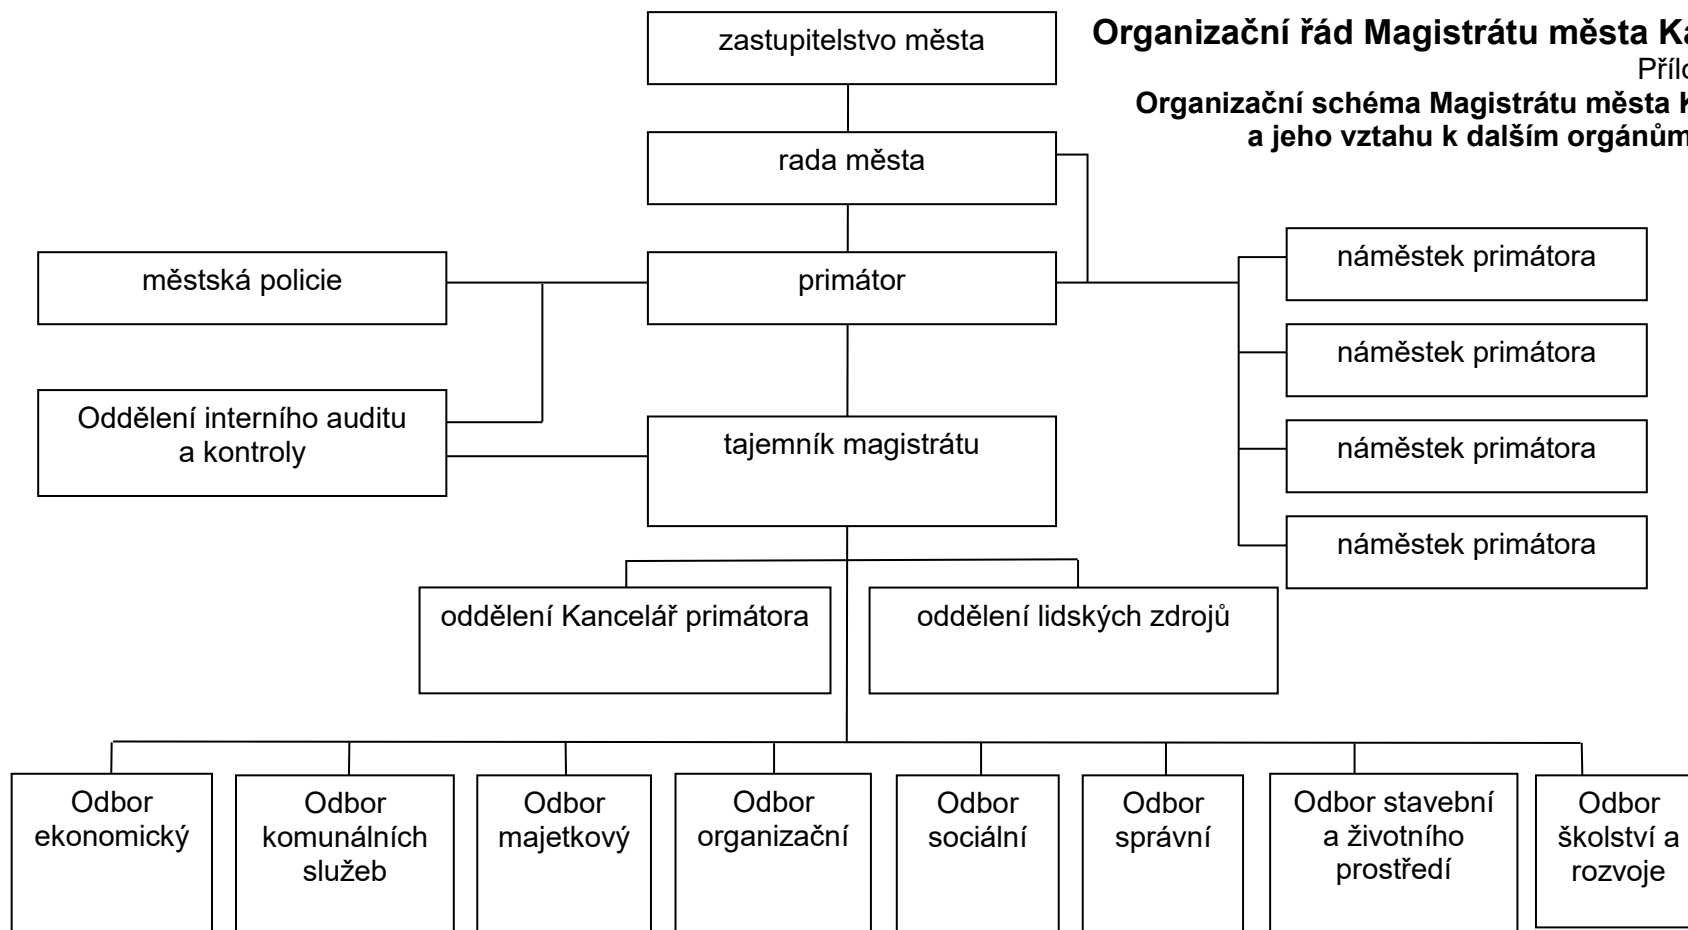 zastupitelstvo města
Organizační řád Magistrátu města
Organizační schéma Magistrátu města
a jeho vztahu k dalším orgánům
rada města
městská policie
primátor
náměstek primátora
náměstek primátora
náměstek primátora
náměstek primátora
Oddělení interního auditu
a kontroly
tajemník magistrátu
oddělení Kancelář primátora
oddělení lidských zdrojů
Odbor
ekonomický
Odbor
komunálních
služeb
Odbor
majetkový
Odbor
organizační
Odbor
sociální
Odbor
správní
Odbor stavební
a životního
prostředí
Odbor
školství a
rozvoje